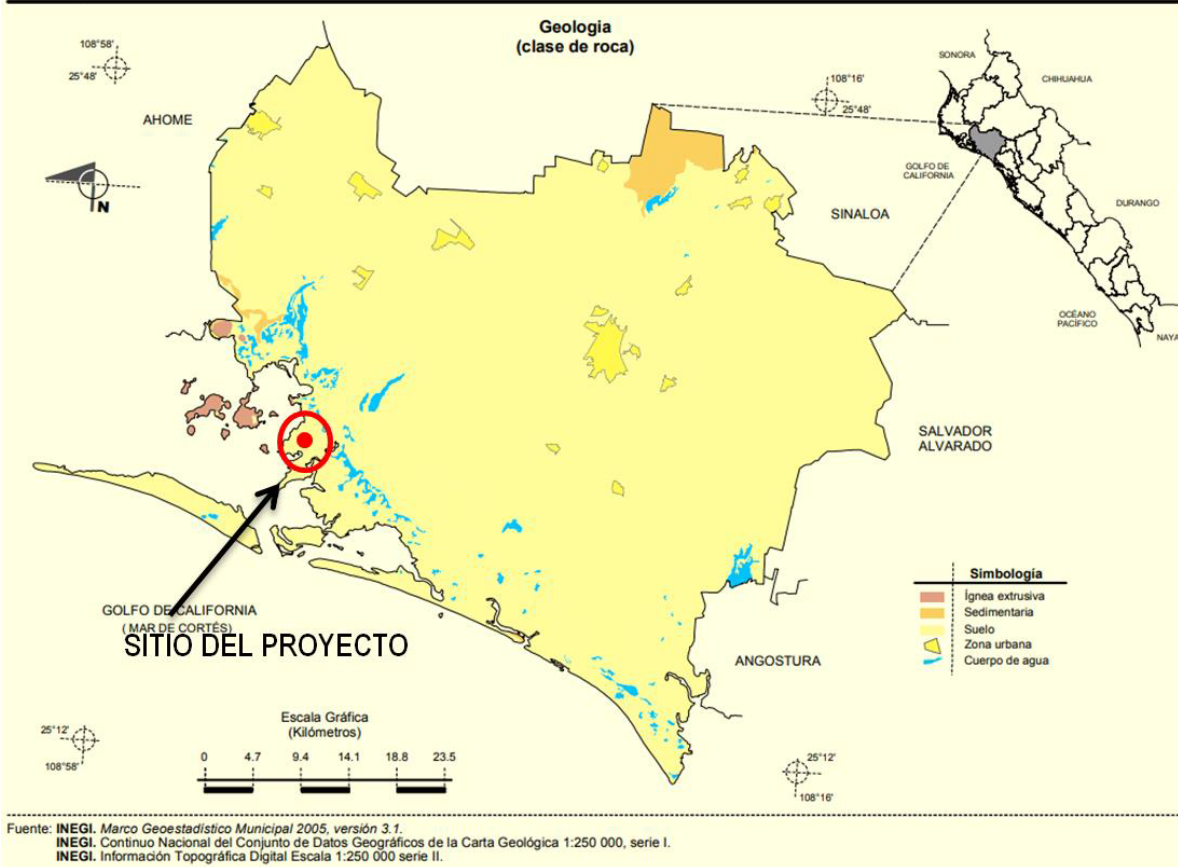 Geología
(clase de roca)
108°58'
25°48'
AHOME
N
108°16'
25°48'
SONORA
CHIHUAHUA
GOLFO DE
CALIFORNIA
DURANGO
SINALOA
OCÉANO
PACÍFICO
NAYA
SALVADOR
ALVARADO
GOLFO DE CALIFORNIA
( MAR DE CORTÉS)
SITIO DEL PROYECTO
ANGOSTURA
Simbología
Ígnea extrusiva
Sedimentaria
Suelo
Zona urbana
Cuerpo de agua
25°12'
108°58'
Escala Gráfica
(Kilómetros)
0 4.7 9.4 14.1 18.8 23.5
25°12'
108°16'
Fuente: INEGI. Marco Geoestadístico Municipal 2005, versión 3.1.
INEGI. Continuo Nacional del Conjunto de Datos Geográficos de la Carta Geológica 1:250 000, serie I.
INEGI. Información Topográfica Digital Escala 1:250 000 serie II.